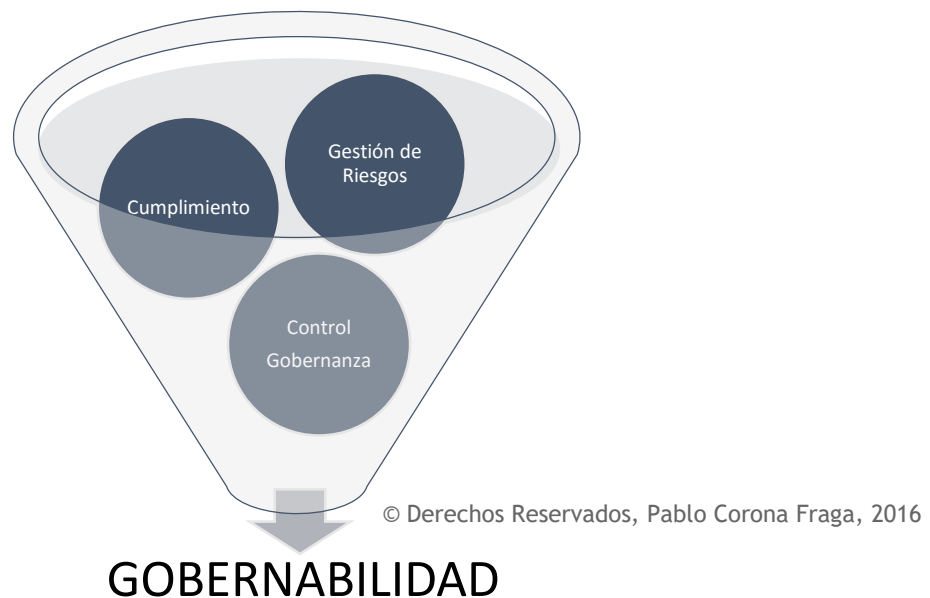 Gestión de
Riesgos
Cumplimiento
Control
Gobernanza
© Derechos Reservados, Pablo Corona Fraga, 2016
GOBERNABILIDAD